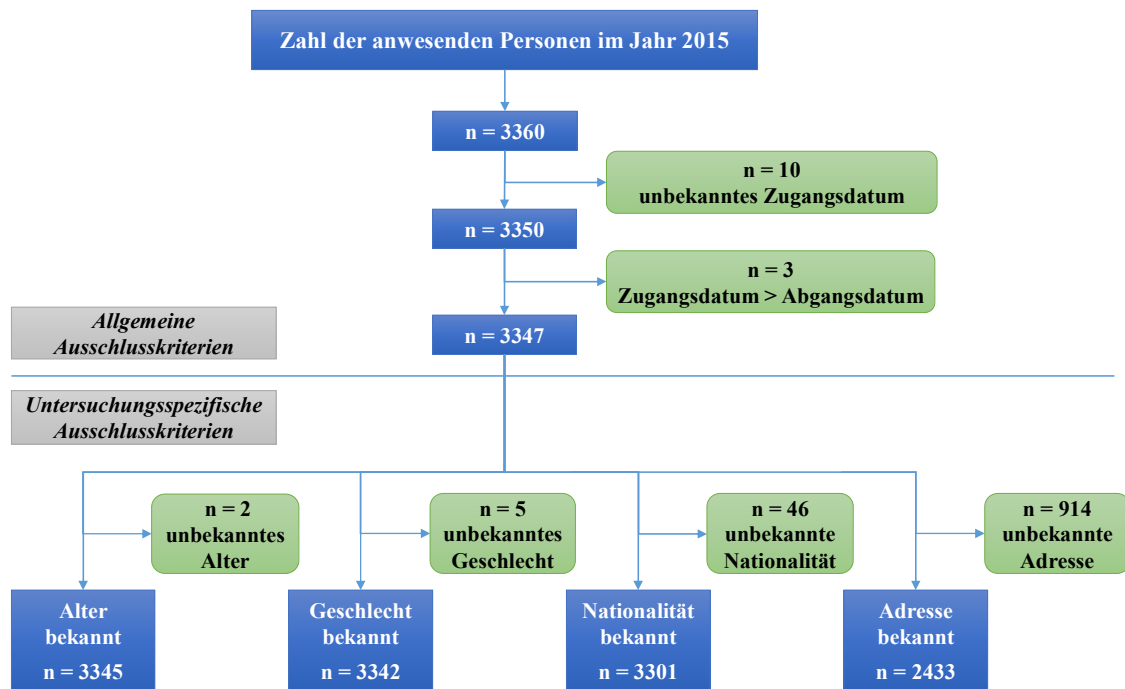 Zahl der anwesenden Personen im Jahr 2015
n = 3360
n = 10
unbekanntes Zugangsdatum
n = 3350
n = 3
Zugangsdatum > Abgangsdatum
n = 3347
Allgemeine
Ausschlusskriterien
Untersuchungsspezifische
Ausschlusskriterien
n = 2
unbekanntes
Alter
n = 5
unbekanntes
Geschlecht
n = 46
unbekannte
Nationalität
n = 914
unbekannte
Adresse
Alter
bekannt
n = 3345
Geschlecht
bekannt
n = 3342
Nationalität
bekannt
n = 3301
Adresse
bekannt
n = 2433